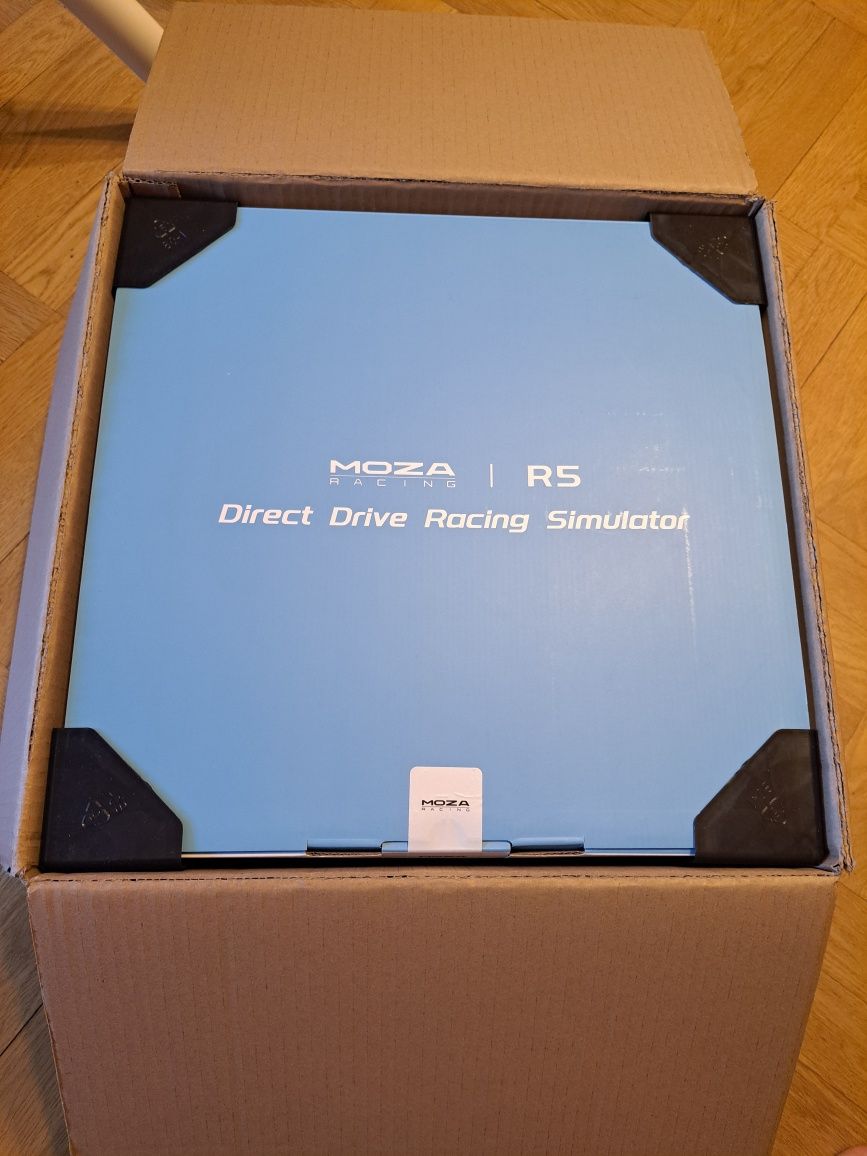 MOZA RACING | R5
Direct Drive Racing Simulator
MOZA
RACING